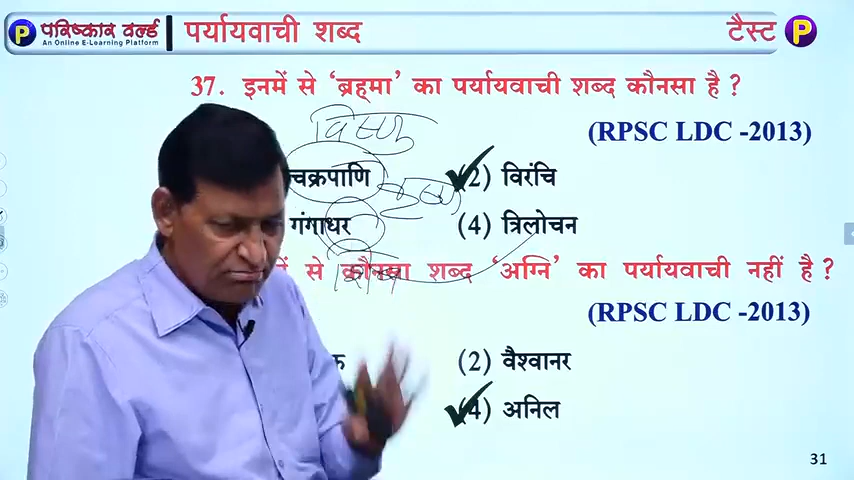 P परिष्कार वर्ल्ड पर्यायवाची शब्द टैस्ट P
An Online E-Learning Platform
37. इनमें से ‘ब्रह्मा’ का पर्यायवाची शब्द कौनसा है ?
विष्णु
(RPSC LDC -2013)
चक्रपाणि (2) विरंचि
कृष्ण
गंगाधर (4) त्रिलोचन
से कौनसा शब्द ‘अग्नि’ का पर्यायवाची नहीं है ?
शिव
(RPSC LDC -2013)
क (2) वैश्वानर
(4) अनिल
31